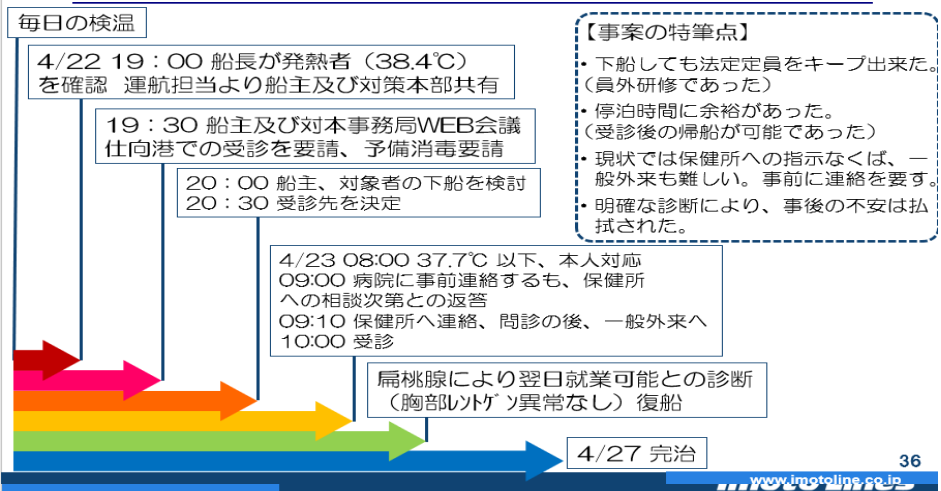 毎日の検温
4/22 19：00 船長が発熱者（38.4℃）
を確認　運航担当より船主及び対策本部共有
19：30 船主及び対本事務局WEB会議
仕向港での受診を要請、予備消毒要請
20：00 船主、対象者の下船を検討
20：30 受診先を決定
4/23 08:00 37.7℃ 以下、本人対応
09:00 病院に事前連絡するも、保健所
への相談次第との返答
09:10 保健所へ連絡、問診の後、一般外来へ
10:00 受診
扁桃腺により翌日就業可能との診断
（胸部ﾚﾝﾄｹﾞﾝ異常なし）復船
4/27 完治
【事案の特筆点】
・下船しても法定定員をキープ出来た。
（員外研修であった）
・停泊時間に余裕があった。
（受診後の帰船が可能であった）
・現状では保健所への指示なくば、一
般外来も難しい。事前に連絡を要す。
・明確な診断により、事後の不安は払
拭された。
36
www.imotoline.co.jp
imoto Lines